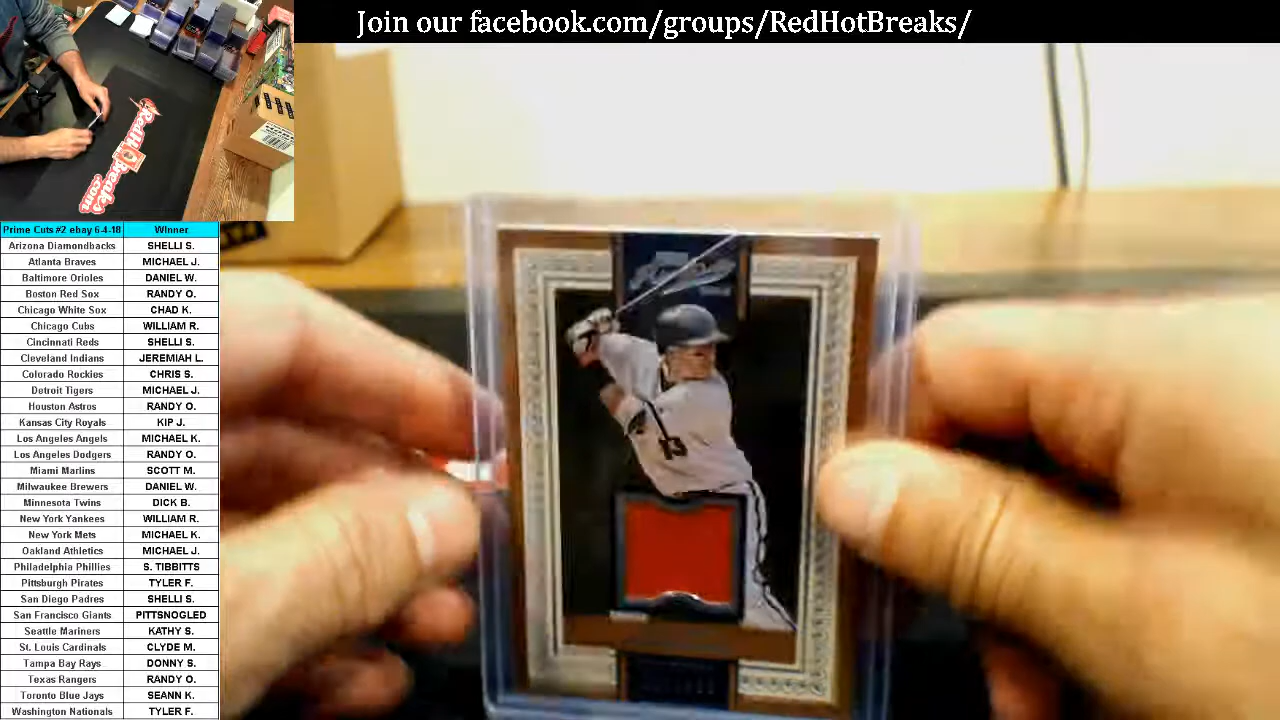 Join our facebook.com/groups/RedHotBreaks/
RedHotBreaks.com
Prime Cuts #2 ebay 6-4-18 Winner
Arizona Diamondbacks SHELLI S.
Atlanta Braves MICHAEL J.
Baltimore Orioles DANIEL W.
Boston Red Sox RANDY O.
Chicago White Sox CHAD K.
Chicago Cubs WILLIAM R.
Cincinnati Reds SHELLI S.
Cleveland Indians JEREMIAH L.
Colorado Rockies CHRIS S.
Detroit Tigers MICHAEL J.
Houston Astros RANDY O.
Kansas City Royals KIP J.
Los Angeles Angels MICHAEL K.
Los Angeles Dodgers RANDY O.
Miami Marlins SCOTT M.
Milwaukee Brewers DANIEL W.
Minnesota Twins DICK B.
New York Yankees WILLIAM R.
New York Mets MICHAEL K.
Oakland Athletics MICHAEL J.
Philadelphia Phillies S. TIBBITTS
Pittsburgh Pirates TYLER F.
San Diego Padres SHELLI S.
San Francisco Giants PITTSNOGLED
Seattle Mariners KATHY S.
St. Louis Cardinals CLYDE M.
Tampa Bay Rays DONNY S.
Texas Rangers RANDY O.
Toronto Blue Jays SEANN K.
Washington Nationals TYLER F.
13